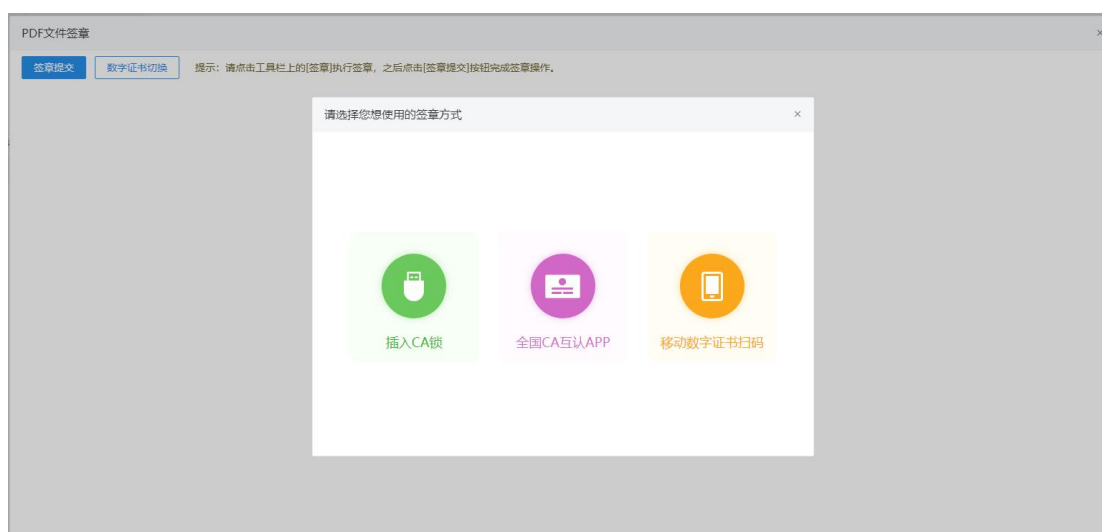 PDF文件签章
×
签章提交 数字证书切换 提示：请点击工具栏上的[签章]执行签章，之后点击[签章提交]按钮完成签章操作。
请选择您想使用的签章方式 ×
插入CA锁 全国CA互认APP 移动数字证书扫码